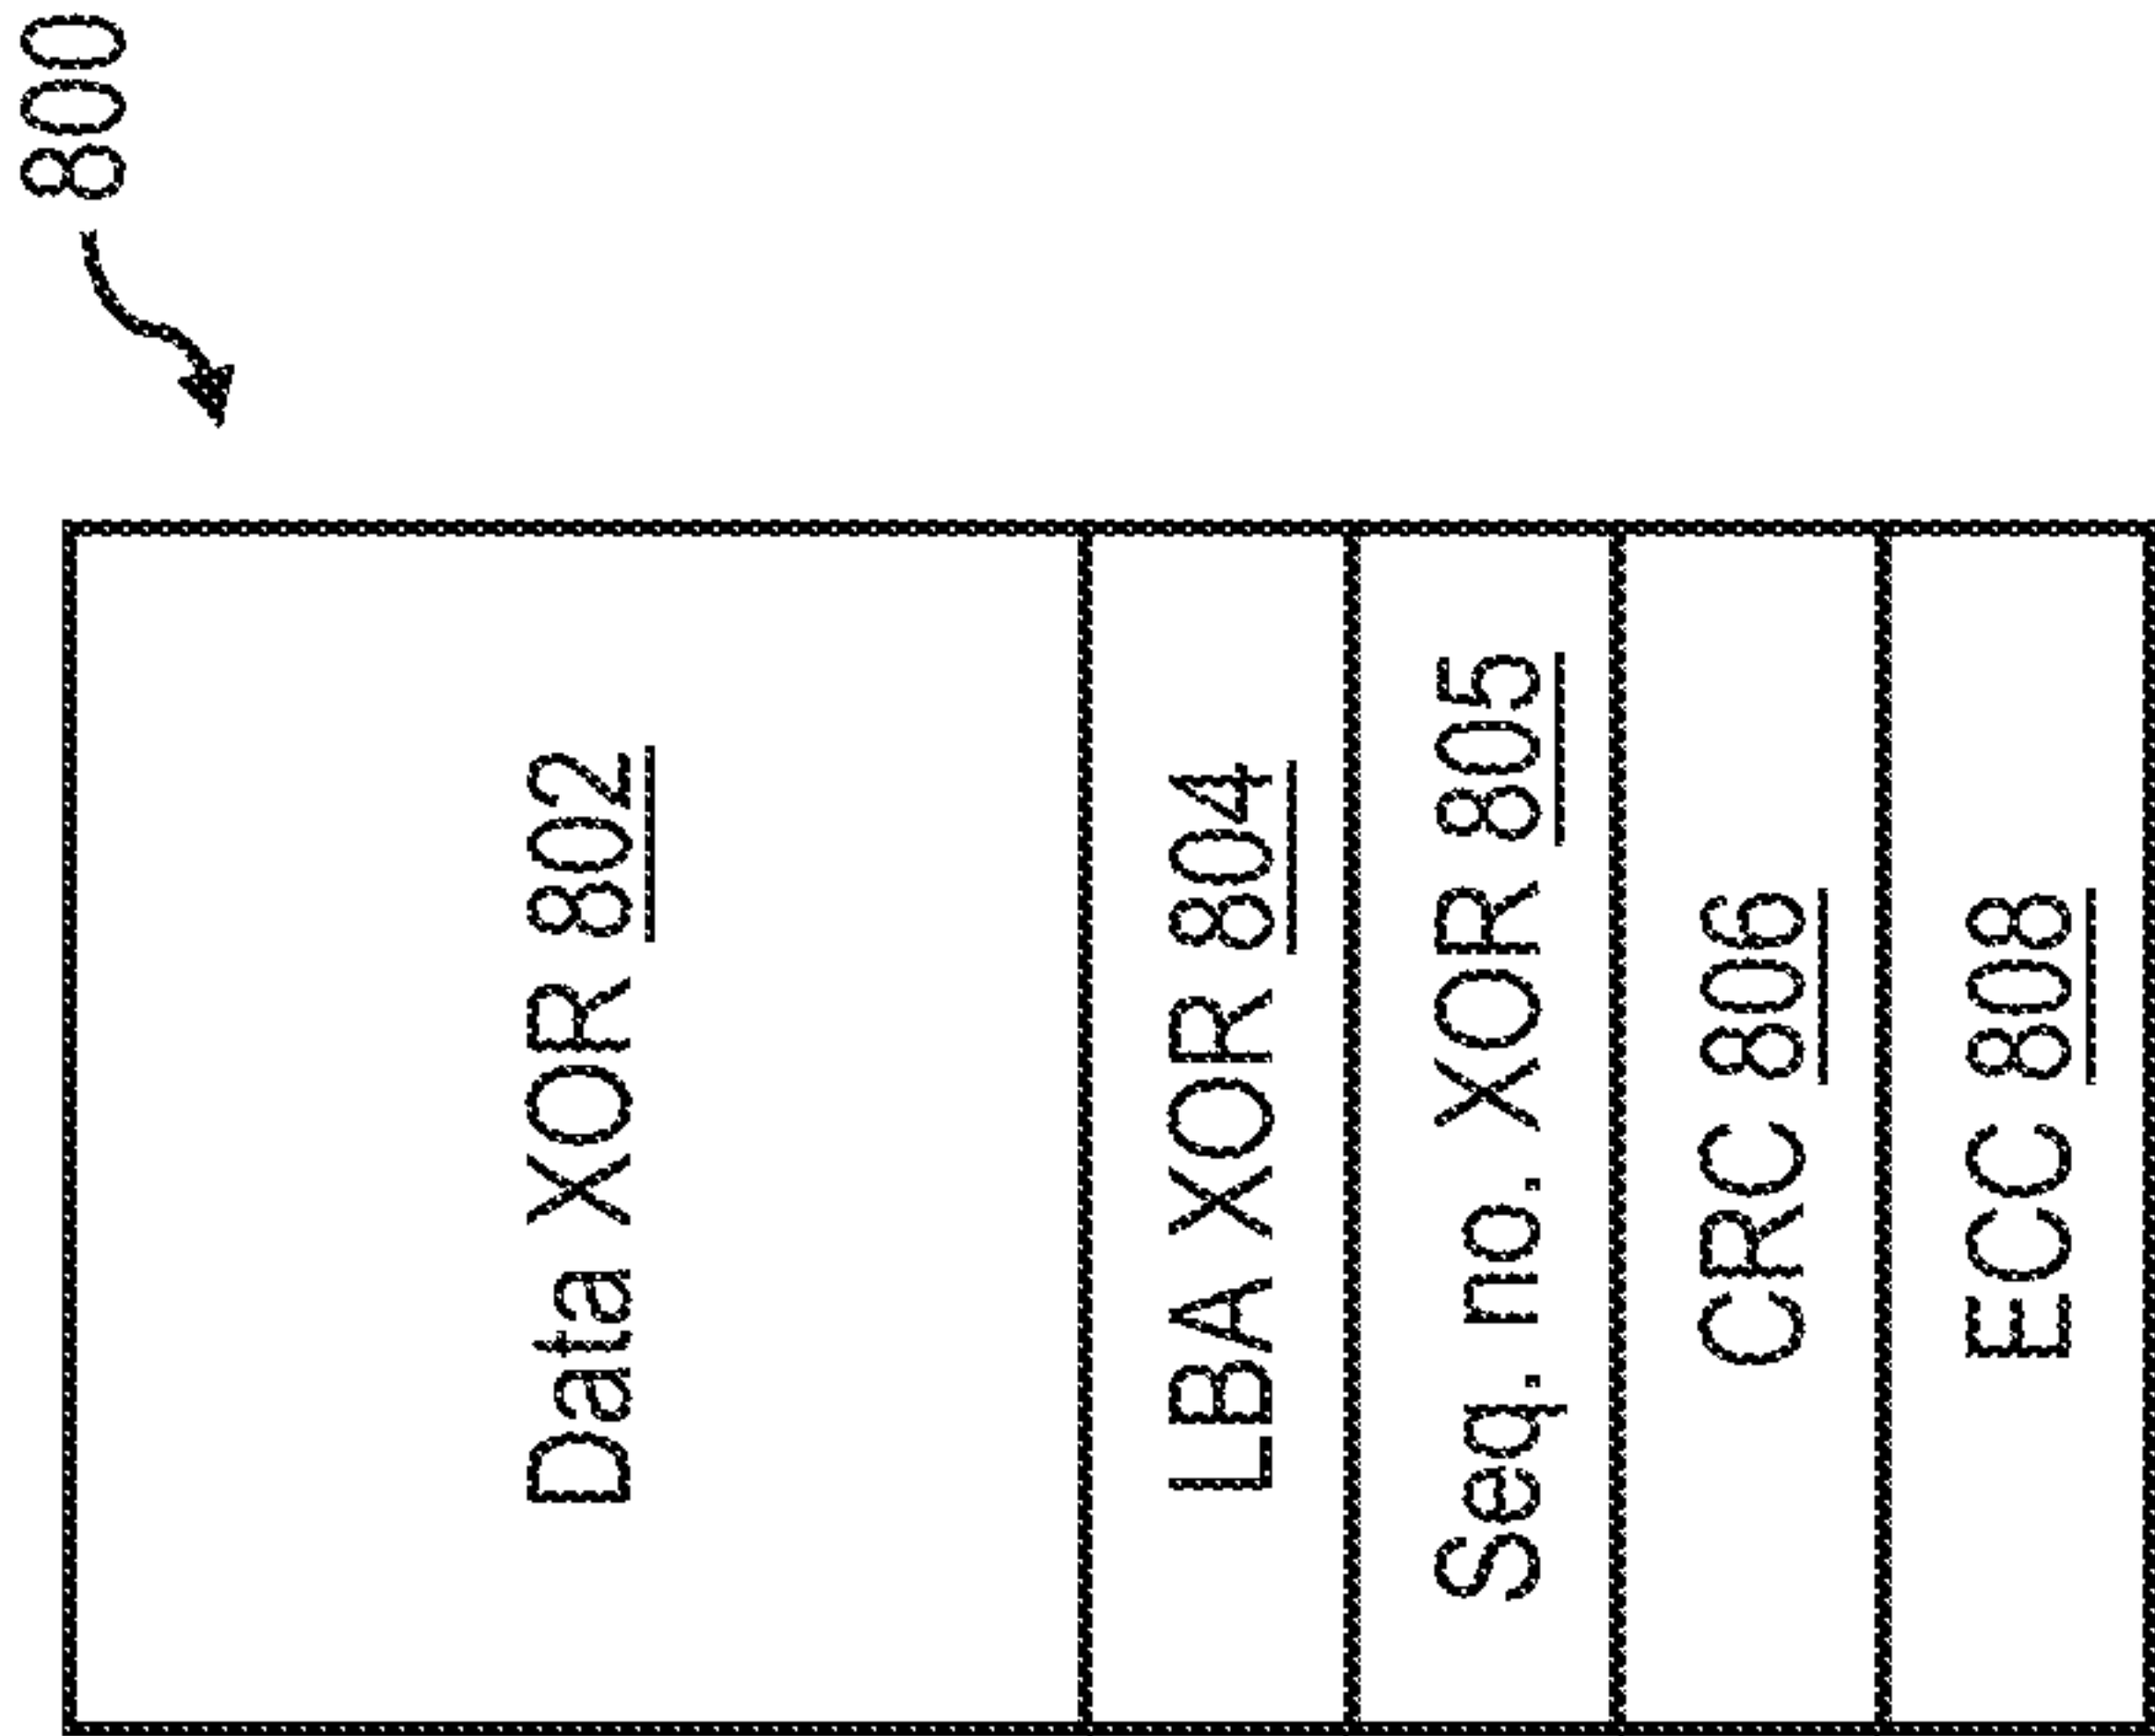 800
Data XOR 802
LBA XOR 804
Seq. no. XOR 805
CRC 806
ECC 808